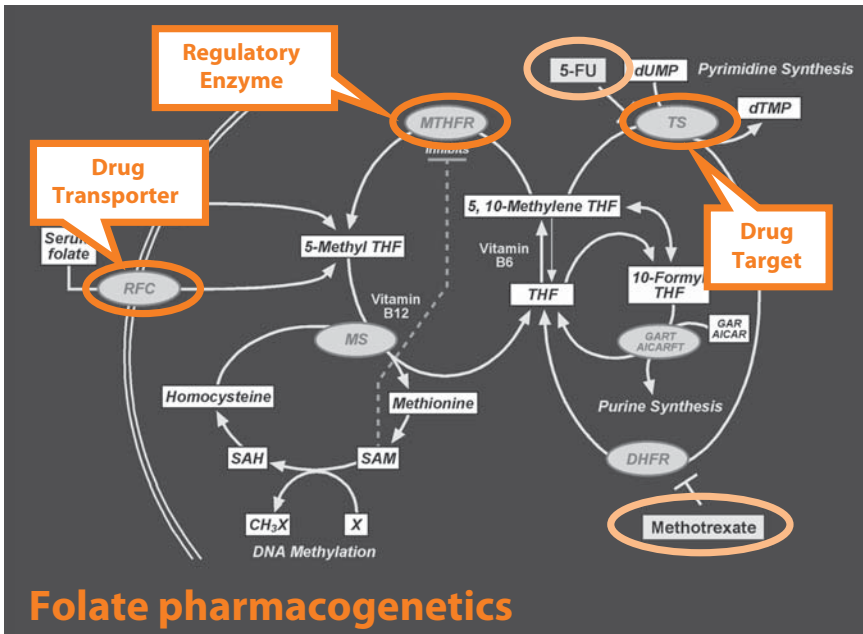 Regulatory
Enzyme
5-FU
dUMP
Pyrimidine Synthesis
dTMP
MTHFR
TS
Inhibits
Drug
Transporter
5, 10-Methylene THF
Drug
Target
Serum
folate
5-Methyl THF
Vitamin
B6
10-Formyl
THF
RFC
THF
Vitamin
B12
GAR
AICAR
MS
GART
AICARFT
Homocysteine
Methionine
Purine Synthesis
SAH
SAM
DHFR
CH₃X
X
Methotrexate
DNA Methylation
Folate pharmacogenetics